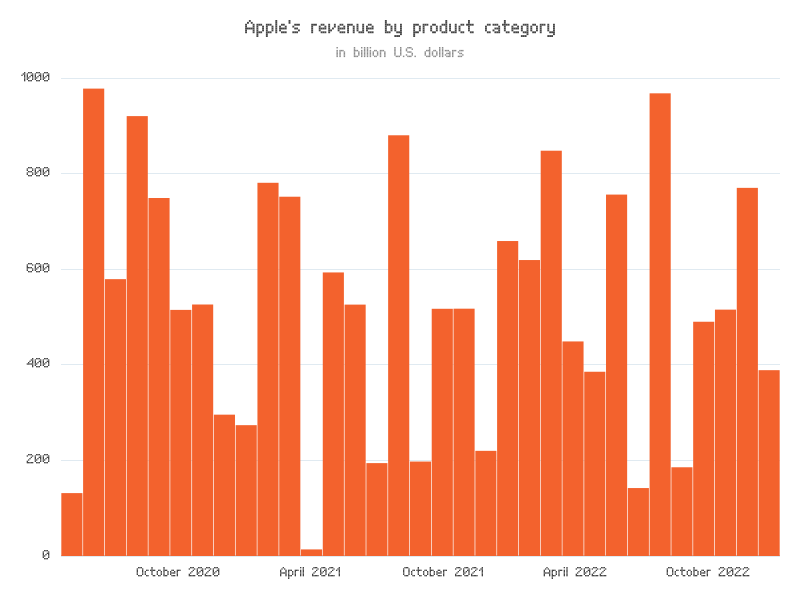 Apple's revenue by product category
in billion U.S. dollars
1000
800
600
400
200
0
October 2020 April 2021 October 2021 April 2022 October 2022